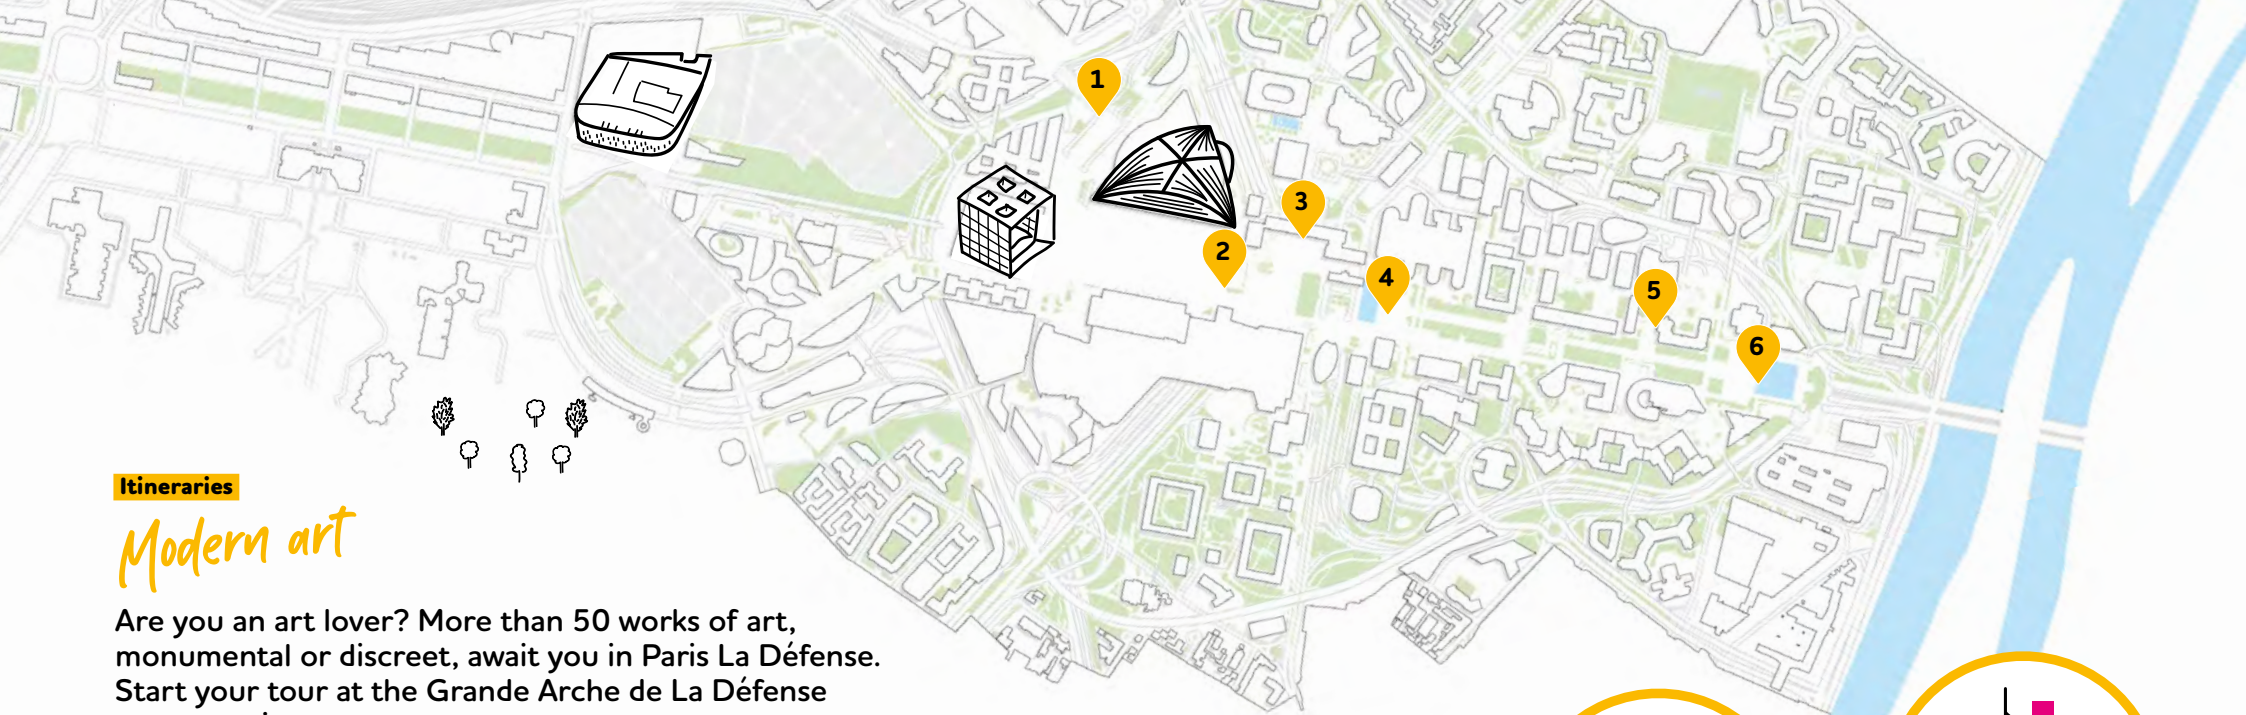 1
2
3
4
5
6
Itineraries
Modern art
Are you an art lover? More than 50 works of art,
monumental or discreet, await you in Paris La Défense.
Start your tour at the Grande Arche de La Défense